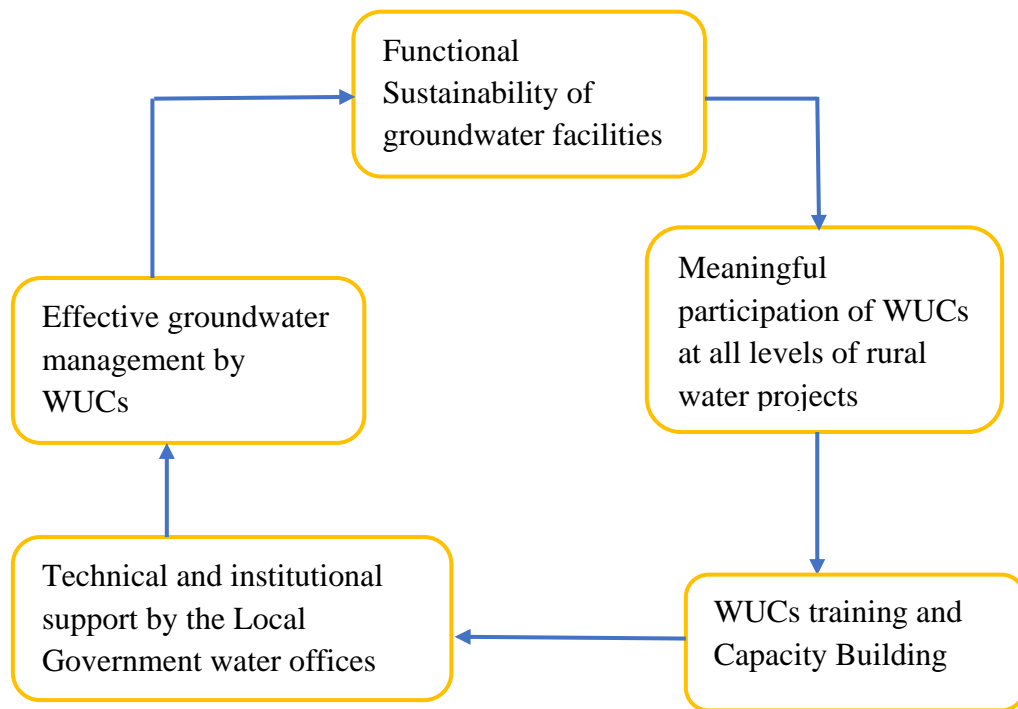 Functional
Sustainability of
groundwater facilities
Meaningful
participation of WUCs
at all levels of rural
water projects
WUCs training and
Capacity Building
Technical and institutional
support by the Local
Government water offices
Effective groundwater
management by
WUCs